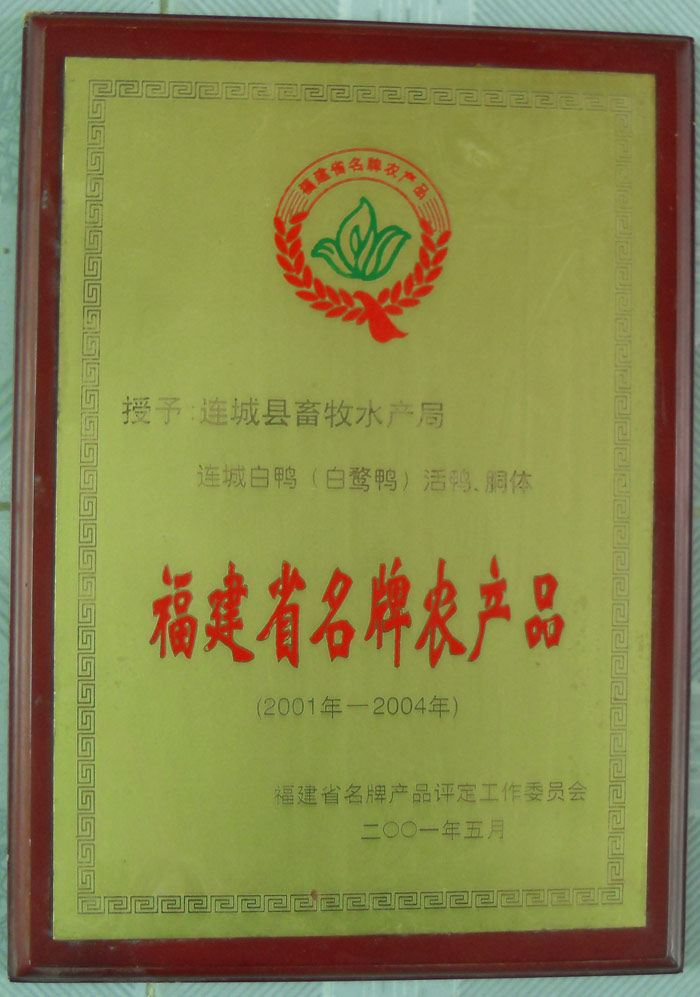 福建省名牌农产品
授予:连城县畜牧水产局
连城白鸭(白鹜鸭)活鸭、胴体
福建省名牌农产品
(2001年—2004年)
福建省名牌产品评定工作委员会
二〇〇一年五月